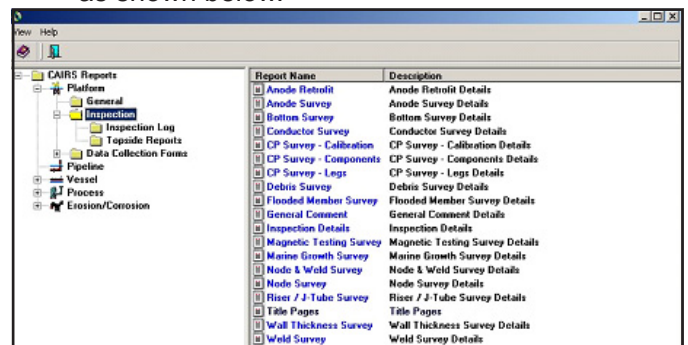 as shown below.
View Help
CAIRS Reports
Platform
General
Inspection
Inspection Log
Topside Reports
Data Collection Forms
Pipeline
Vessel
Process
Erosion/Corrosion
Report Name Description
Anode Retrofit Anode Retrofit Details
Anode Survey Anode Survey Details
Bottom Survey Bottom Survey Details
Conductor Survey Conductor Survey Details
CP Survey - Calibration CP Survey - Calibration Details
CP Survey - Components CP Survey - Components Details
CP Survey - Legs CP Survey - Legs Details
Debris Survey Debris Survey Details
Flooded Member Survey Flooded Member Survey Details
General Comment General Comment Details
Inspection Details Inspection Details
Magnetic Testing Survey Magnetic Testing Survey Details
Marine Growth Survey Marine Growth Survey Details
Node & Weld Survey Node & Weld Survey Details
Node Survey Node Survey Details
Riser / J-Tube Survey Riser / J-Tube Survey Details
Title Pages Title Pages
Wall Thickness Survey Wall Thickness Survey Details
Weld Survey Weld Survey Details